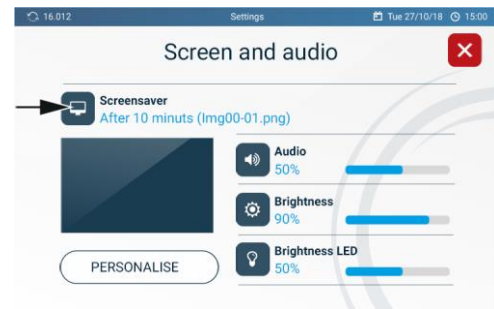 16.012 Settings Tue 27/10/18 15:00
Screen and audio
Screensaver
After 10 minuts (Img00-01.png)
Audio
50%
Brightness
90%
Brightness LED
50%
PERSONALISE